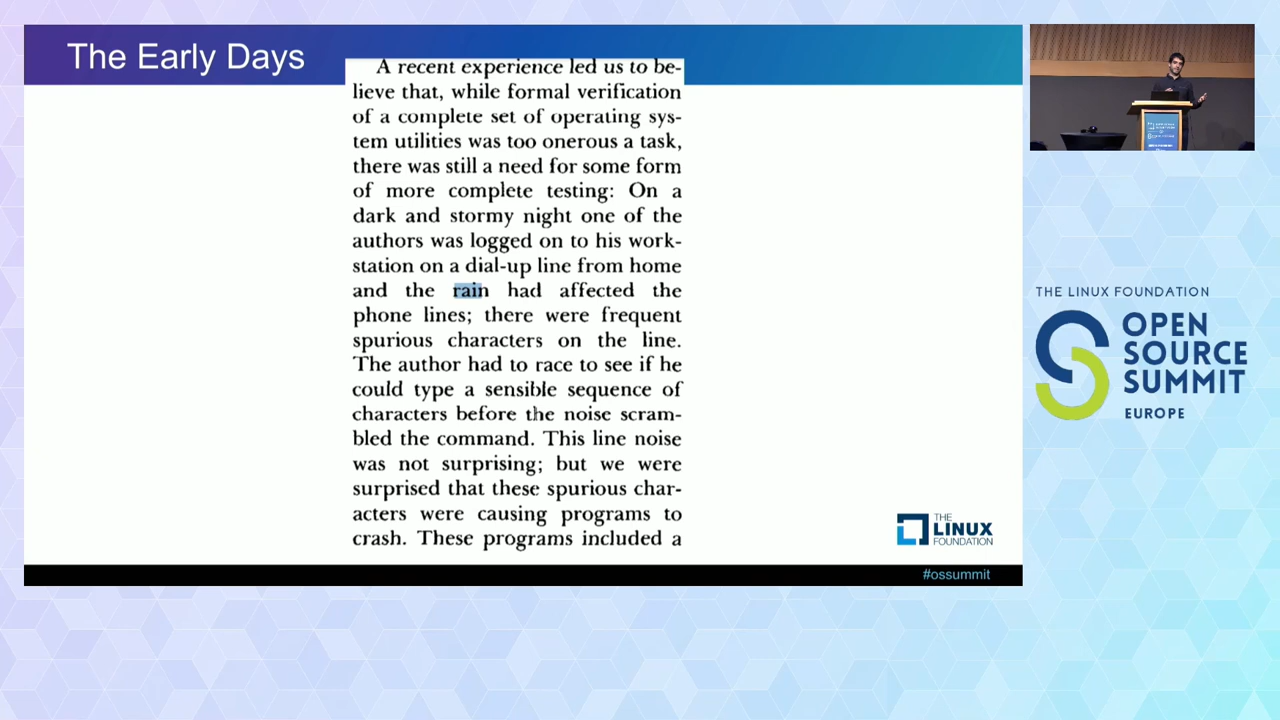 The Early Days
A recent experience led us to be-
lieve that, while formal verification
of a complete set of operating sys-
tem utilities was too onerous a task,
there was still a need for some form
of more complete testing: On a
dark and stormy night one of the
authors was logged on to his work-
station on a dial-up line from home
and the rain had affected the
phone lines; there were frequent
spurious characters on the line.
The author had to race to see if he
could type a sensible sequence of
characters before the noise scram-
bled the command. This line noise
was not surprising; but we were
surprised that these spurious char-
acters were causing programs to
crash. These programs included a
THE
LINUX
FOUNDATION
#ossummit
THE LINUX FOUNDATION
OPEN
SOURCE
SUMMIT
EUROPE